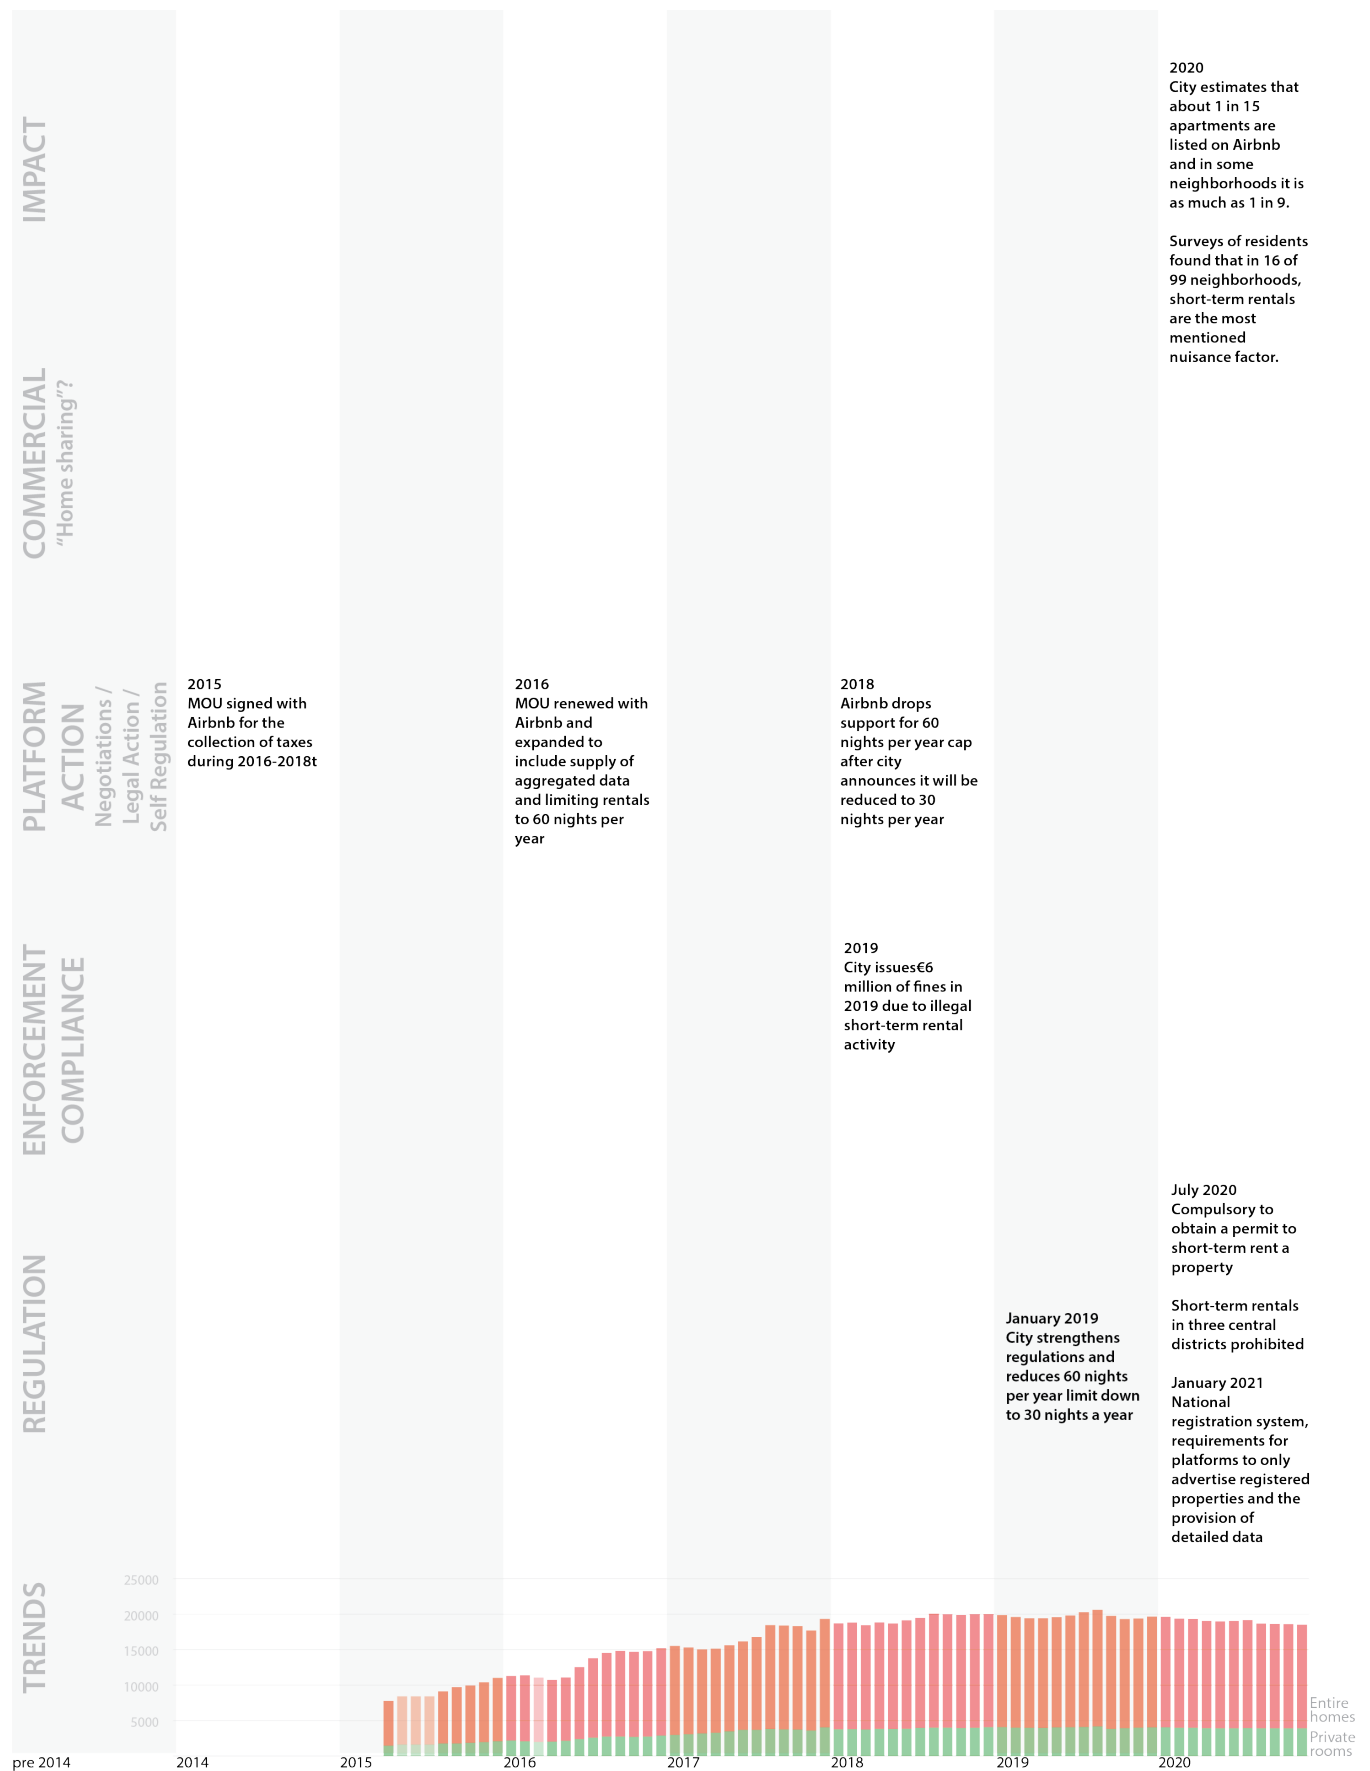 IMPACT
2020
City estimates that
about 1 in 15
apartments are
listed on Airbnb
and in some
neighborhoods it is
as much as 1 in 9.
Surveys of residents
found that in 16 of
99 neighborhoods,
short-term rentals
are the most
mentioned
nuisance factor.
COMMERCIAL
“Home sharing”?
PLATFORM
ACTION
Negotiations /
Legal Action /
Self Regulation
2015
MOU signed with
Airbnb for the
collection of taxes
during 2016-2018t
2016
MOU renewed with
Airbnb and
expanded to
include supply of
aggregated data
and limiting rentals
to 60 nights per
year
2018
Airbnb drops
support for 60
nights per year cap
after city
announces it will be
reduced to 30
nights per year
ENFORCEMENT
COMPLIANCE
2019
City issues€6
million of fines in
2019 due to illegal
short-term rental
activity
REGULATION
January 2019
City strengthens
regulations and
reduces 60 nights
per year limit down
to 30 nights a year
July 2020
Compulsory to
obtain a permit to
short-term rent a
property
Short-term rentals
in three central
districts prohibited
January 2021
National
registration system,
requirements for
platforms to only
advertise registered
properties and the
provision of
detailed data
TRENDS
25000
20000
15000
10000
5000
Entire
homes
Private
rooms
pre 2014
2014
2015
2016
2017
2018
2019
2020